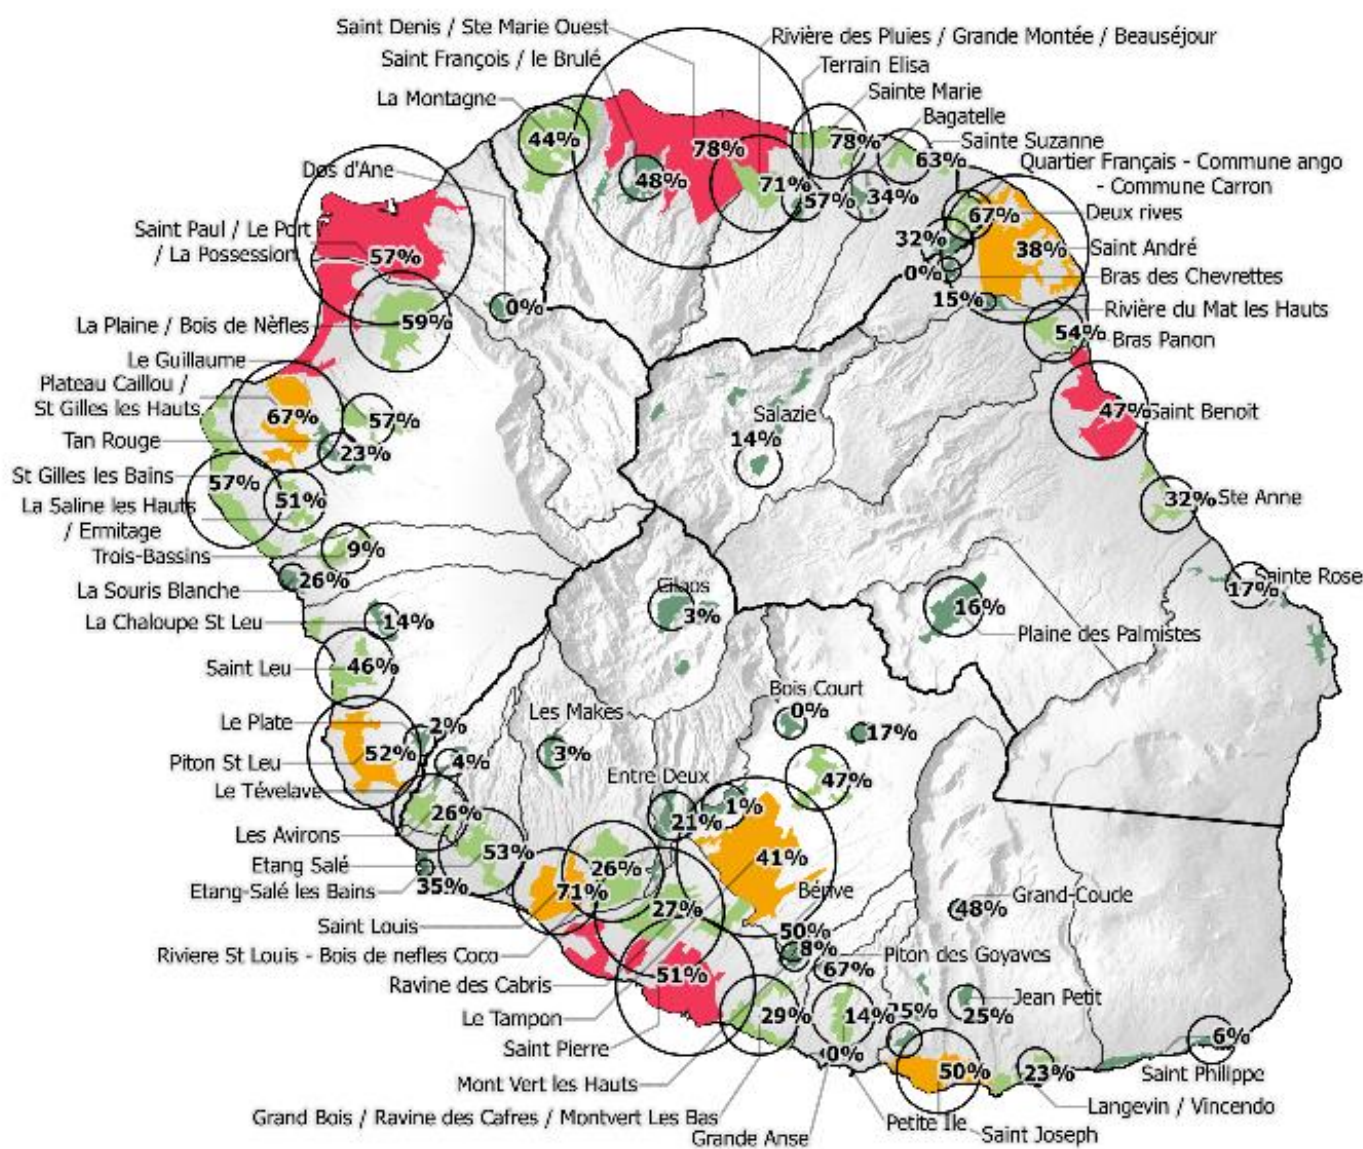 Saint Denis / Ste Marie Ouest
Rivière des Pluies / Grande Montée / Beauséjour
Saint François / le Brulé
Terrain Elisa
La Montagne
Sainte Marie
Bagatelle
44%
78%
78%
Sainte Suzanne
63%
Quartier Français - Commune ango
- Commune Carron
Dos d'Ane
48%
71%
57%
34%
67%
Deux rives
Saint Paul / Le Port
/ La Possession
57%
32%
38%
Saint André
0%
Bras des Chevrettes
15%
Rivière du Mat les Hauts
0%
La Plaine / Bois de Nèfles
59%
54%
Bras Panon
Le Guillaume
Plateau Caillou /
St Gilles les Hauts
67%
57%
Salazie
47%
Saint Benoit
Tan Rouge
23%
14%
St Gilles les Bains
57%
51%
32%
Ste Anne
La Saline les Hauts
/ Ermitage
Trois-Bassins
9%
La Souris Blanche
26%
Cilaos
3%
Sainte Rose
17%
La Chaloupe St Leu
14%
16%
Plaine des Palmistes
Saint Leu
46%
Bois Court
0%
Le Plate
2%
Les Makes
3%
17%
Piton St Leu
52%
4%
Le Tévelave
47%
Entre Deux
21%
1%
Les Avirons
26%
Etang Salé
53%
41%
Etang-Salé les Bains
35%
26%
71%
27%
Bérive
Grand-Coude
48%
Saint Louis
50%
Riviere St Louis - Bois de nefles Coco
8%
Piton des Goyaves
67%
Ravine des Cabris
51%
Jean Petit
25%
Le Tampon
29%
14%
25%
Saint Pierre
0%
6%
Mont Vert les Hauts
50%
23%
Saint Philippe
Grand Bois / Ravine des Cafres / Montvert Les Bas
Langevin / Vincendo
Petite Ile
Grande Anse
Saint Joseph